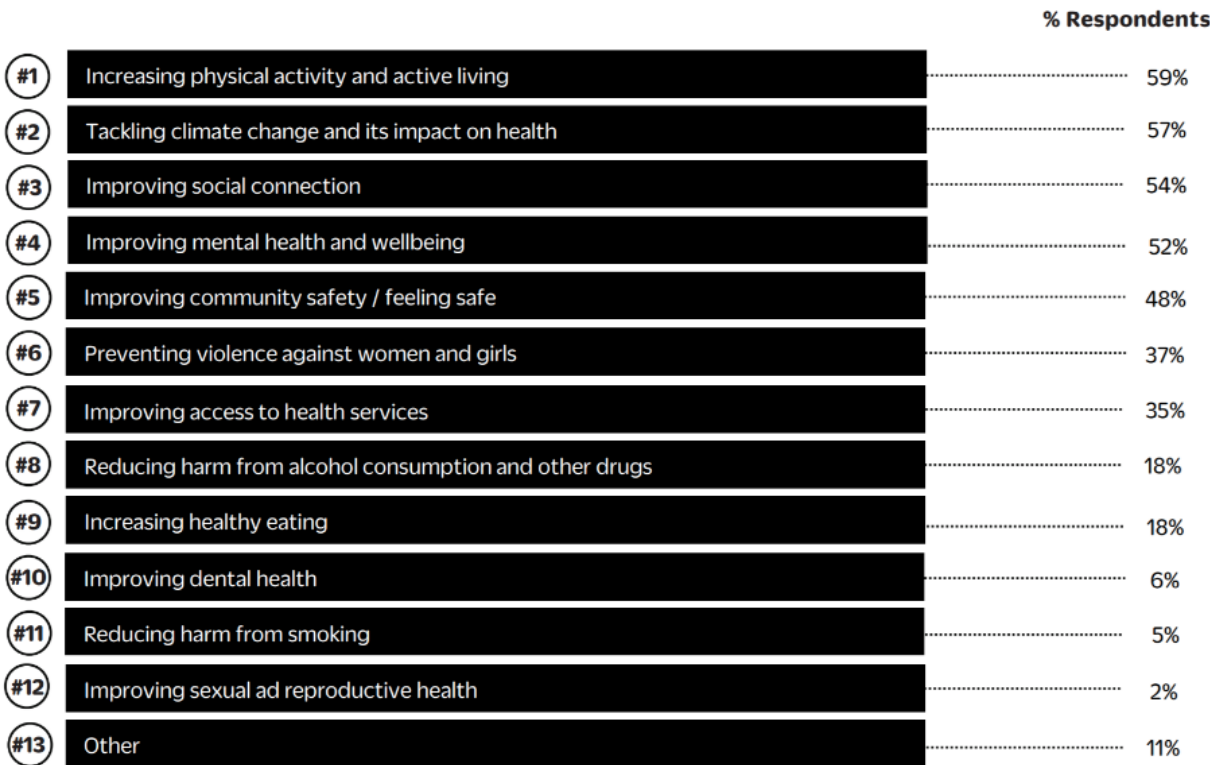 % Respondents
#1 Increasing physical activity and active living 59%
#2 Tackling climate change and its impact on health 57%
#3 Improving social connection 54%
#4 Improving mental health and wellbeing 52%
#5 Improving community safety / feeling safe 48%
#6 Preventing violence against women and girls 37%
#7 Improving access to health services 35%
#8 Reducing harm from alcohol consumption and other drugs 18%
#9 Increasing healthy eating 18%
#10 Improving dental health 6%
#11 Reducing harm from smoking 5%
#12 Improving sexual ad reproductive health 2%
#13 Other 11%